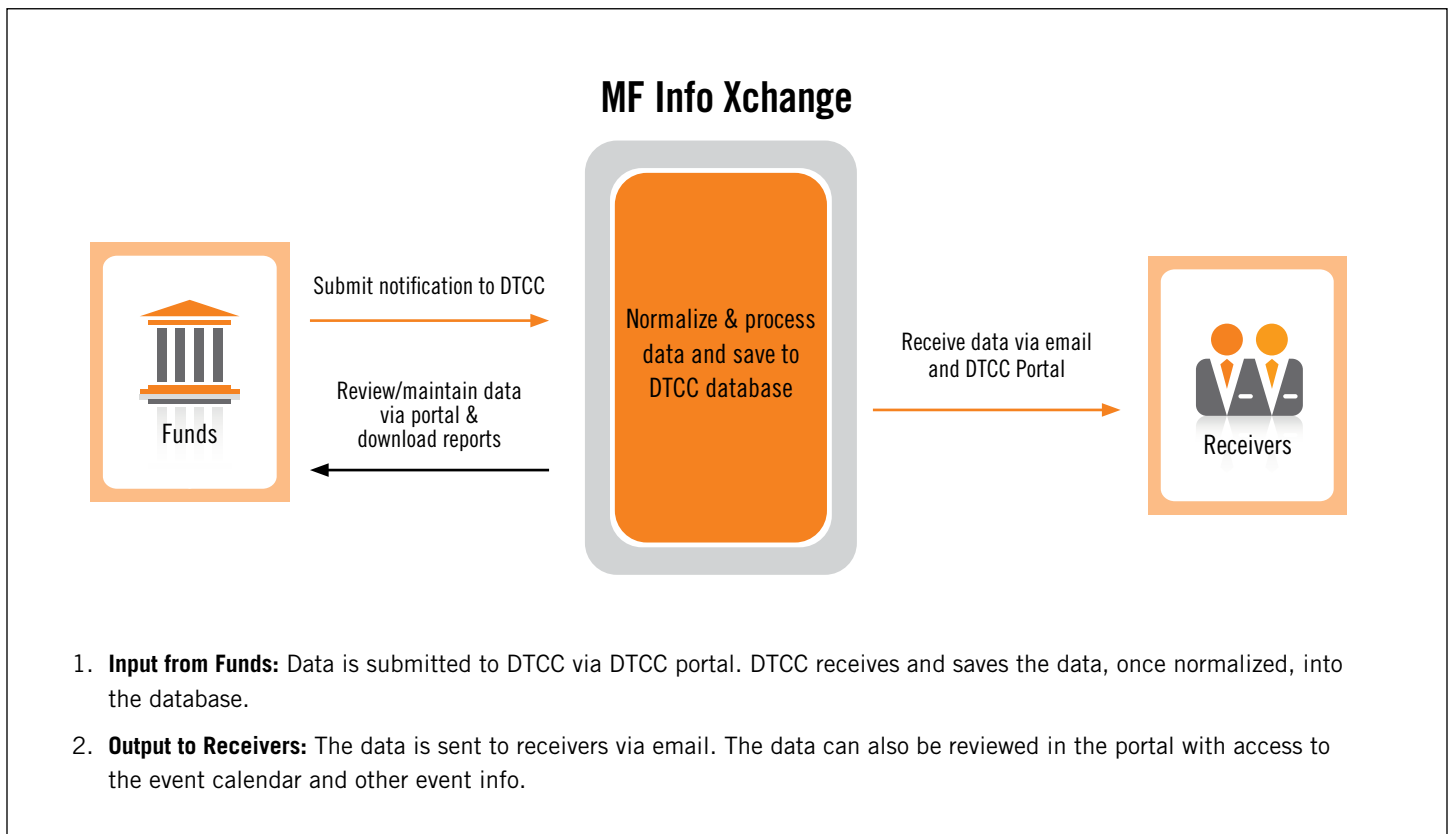 MF Info Xchange
Submit notification to DTCC
Review/maintain data
via portal &
download reports
Funds
Normalize & process
data and save to
DTCC database
Receive data via email
and DTCC Portal
Receivers
1. Input from Funds: Data is submitted to DTCC via DTCC portal. DTCC receives and saves the data, once normalized, into
the database.
2. Output to Receivers: The data is sent to receivers via email. The data can also be reviewed in the portal with access to
the event calendar and other event info.